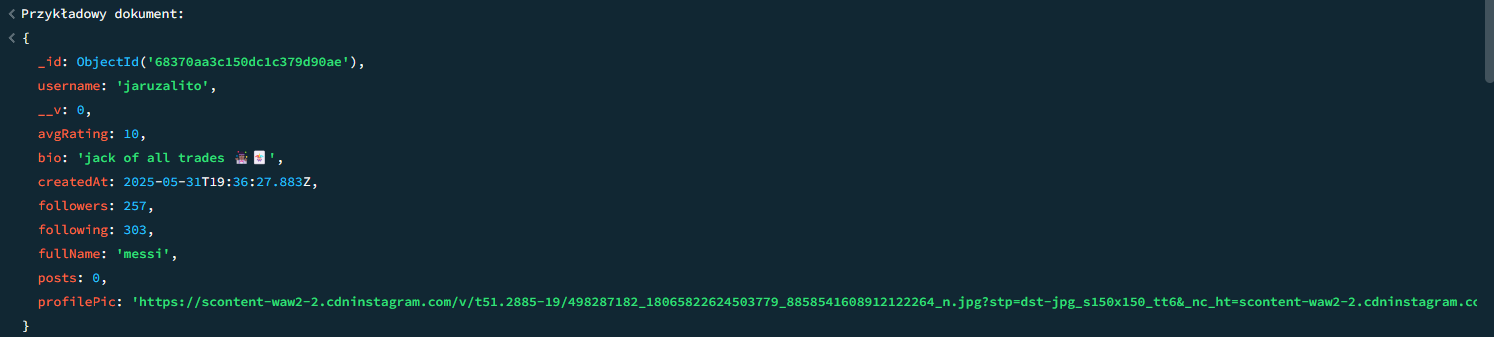 Przykładowy dokument:
{
_id: ObjectId('68370aa3c150dc1c379d90ae'),
username: 'jaruzalito',
__v: 0,
avgRating: 10,
bio: 'jack of all trades 🎩🃏',
createdAt: 2025-05-31T19:36:27.883Z,
followers: 257,
following: 303,
fullName: 'messi',
posts: 0,
profilePic: 'https://scontent-waw2-2.cdninstagram.com/v/t51.2885-19/498287182_18065822624503779_8858541608912122264_n.jpg?stp=dst-jpg_s150x150_tt6&_nc_ht=scontent-waw2-2.cdninstagram.cc
}